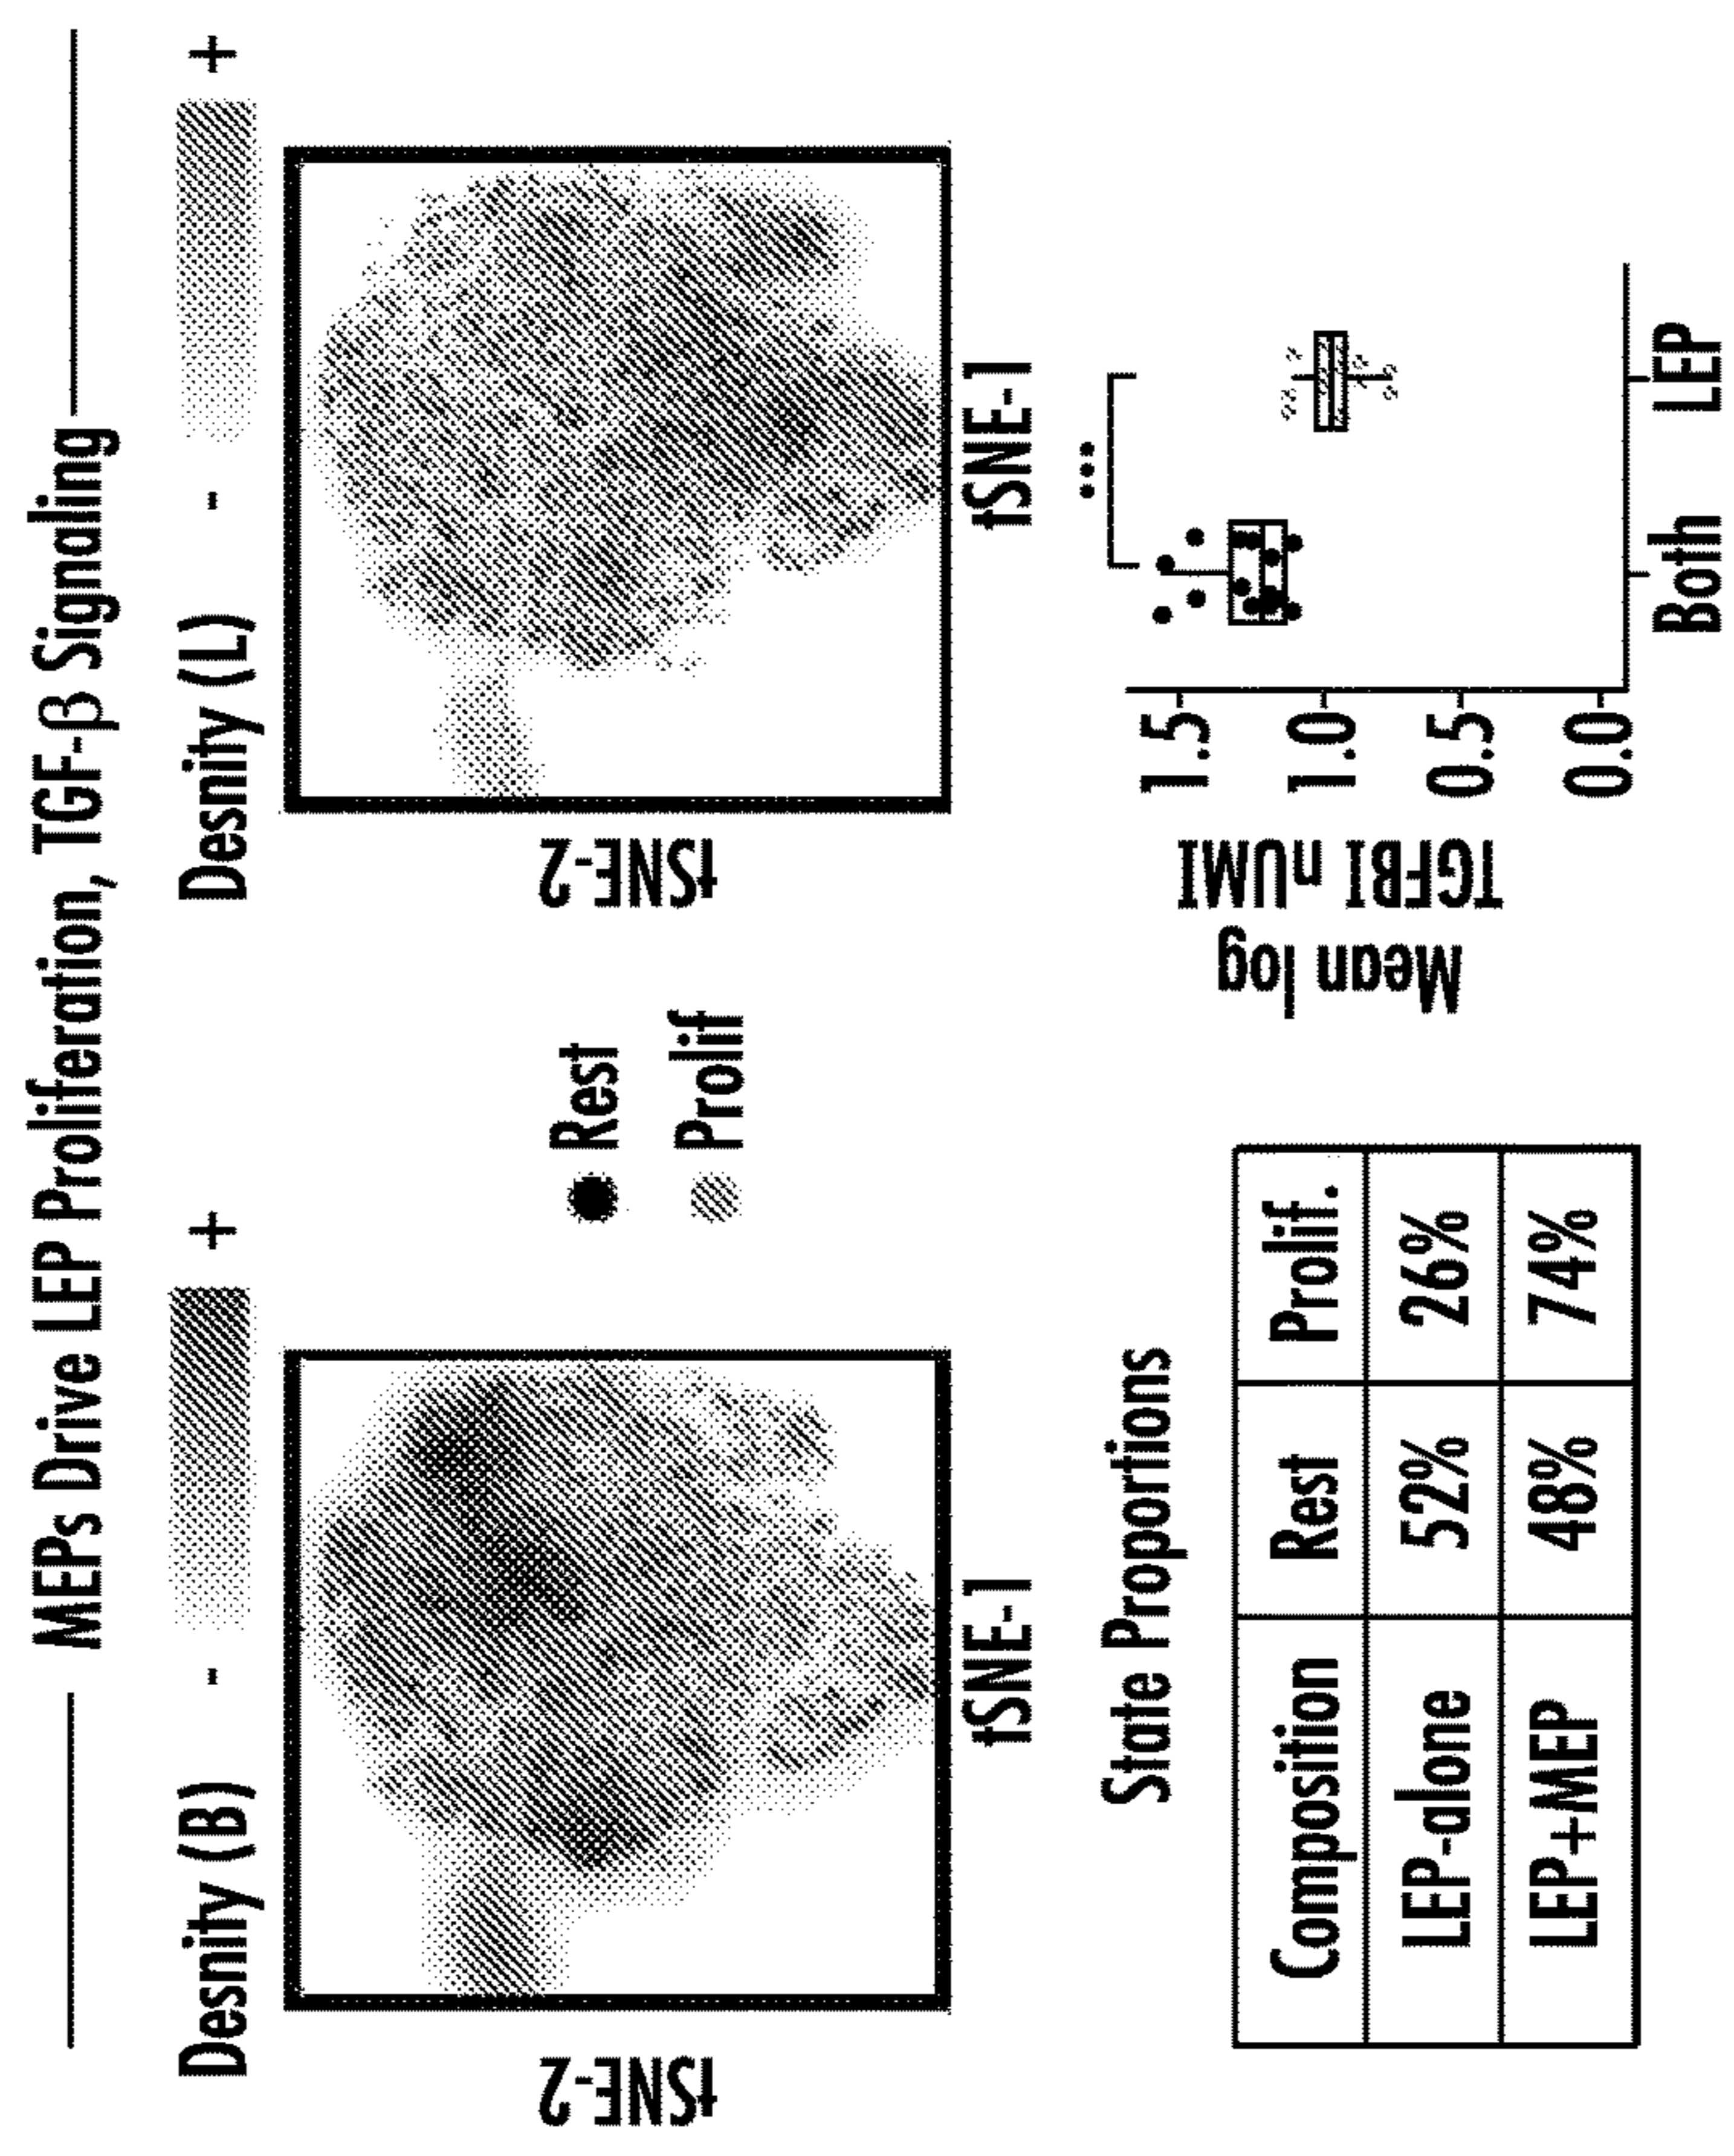 MEPs Drive LEP Proliferation, TGF-β Signaling
Desnity (B)
- +
tSNE-2
tSNE-1
Rest
Prolif
Desnity (L)
- +
tSNE-2
tSNE-1
State Proportions
Composition Rest Prolif.
LEP-alone 52% 26%
LEP+MEP 48% 74%
Mean log
TGFBI nUMI
1.5
1.0
0.5
0.0
Both LEP